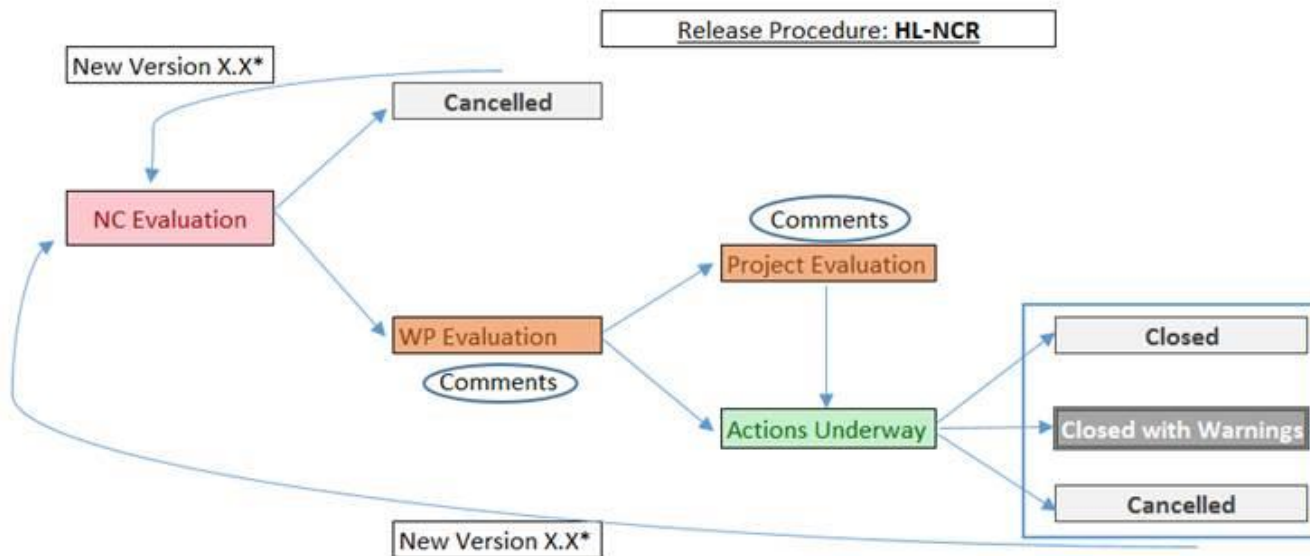 Release Procedure: HL-NCR
New Version X.X*
Cancelled
NC Evaluation
Comments
Project Evaluation
WP Evaluation
Comments
Closed
Actions Underway
Closed with Warnings
Cancelled
New Version X.X*